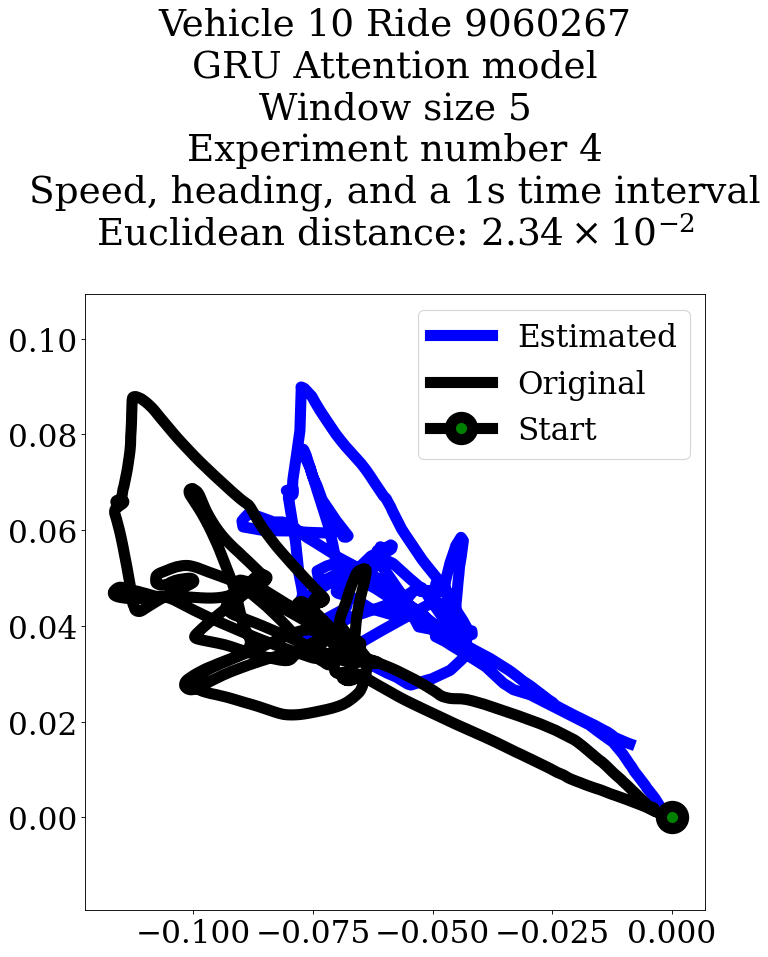 Vehicle 10 Ride 9060267
GRU Attention model
Window size 5
Experiment number 4
Speed, heading, and a 1s time interval
Euclidean distance: 2.34 × 10⁻²
Estimated
Original
Start
0.10
0.08
0.06
0.04
0.02
0.00
−0.100 −0.075 −0.050 −0.025 0.000